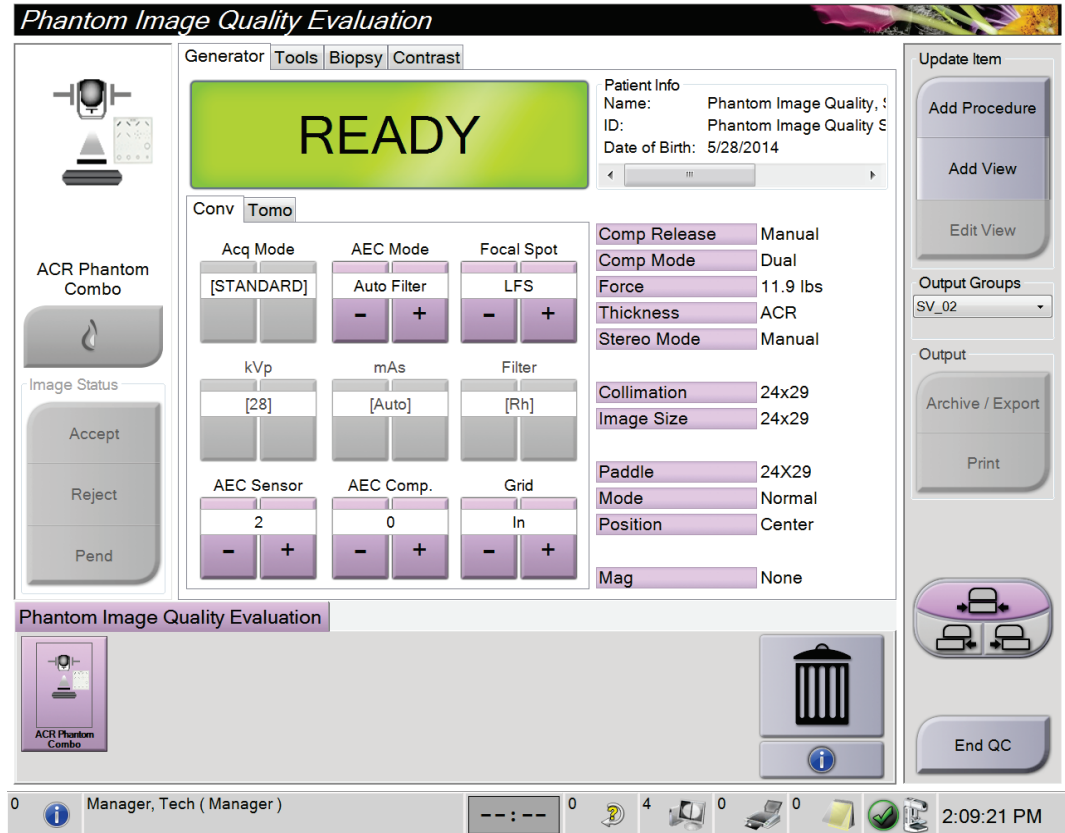 Phantom Image Quality Evaluation
Generator Tools Biopsy Contrast
READY
Patient Info
Name: Phantom Image Quality, S
ID: Phantom Image Quality S
Date of Birth: 5/28/2014
ACR Phantom
Combo
Image Status
Accept
Reject
Pend
Conv Tomo
Acq Mode AEC Mode Focal Spot
[STANDARD] Auto Filter LFS
- + - +
kVp mAs Filter
[28] [Auto] [Rh]
AEC Sensor AEC Comp. Grid
2 0 In
- + - + - +
Comp Release Manual
Comp Mode Dual
Force 11.9 lbs
Thickness ACR
Stereo Mode Manual
Collimation 24x29
Image Size 24x29
Paddle 24X29
Mode Normal
Position Center
Mag None
Update Item
Add Procedure
Add View
Edit View
Output Groups
SV_02
Output
Archive / Export
Print
End QC
Phantom Image Quality Evaluation
ACR Phantom
Combo
0 Manager, Tech ( Manager ) --:-- 0 4 0 0 2:09:21 PM